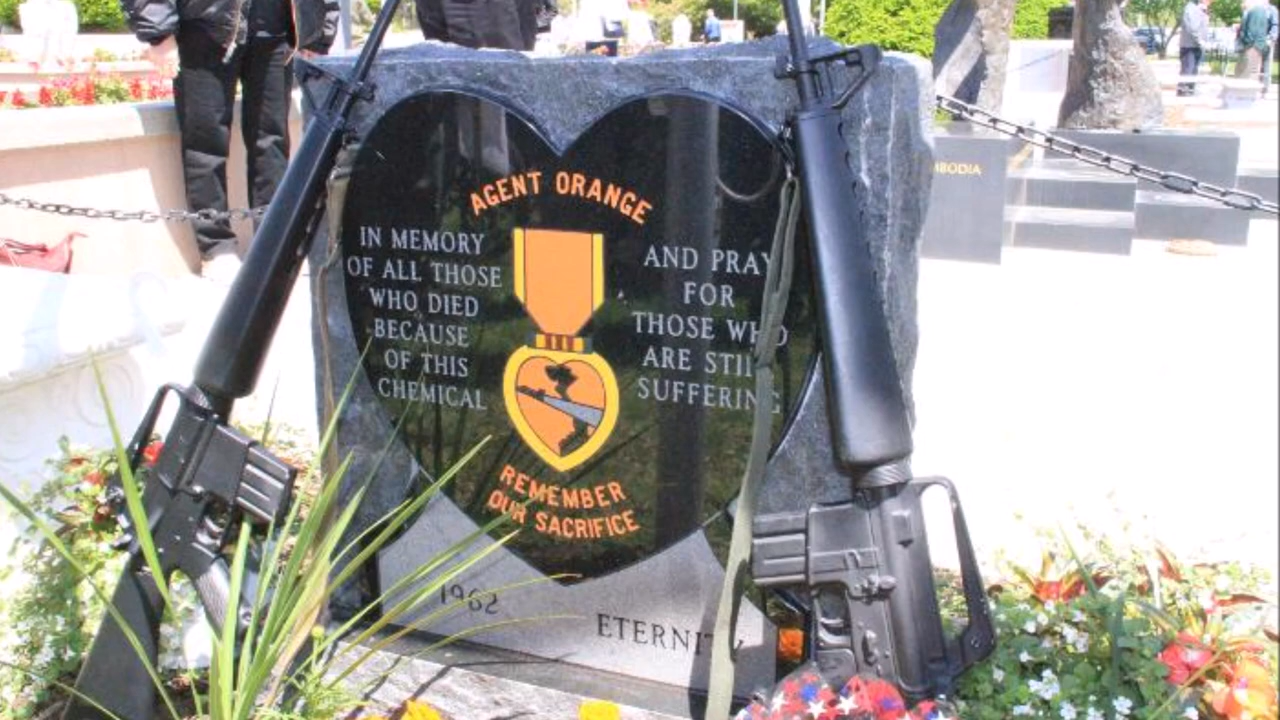 AGENT ORANGE
IN MEMORY
OF ALL THOSE
WHO DIED
BECAUSE
OF THIS
CHEMICAL
AND PRAY
FOR
THOSE WHO
ARE STILL
SUFFERING
REMEMBER
OUR SACRIFICE
1962
ETERNITY
MBODIA